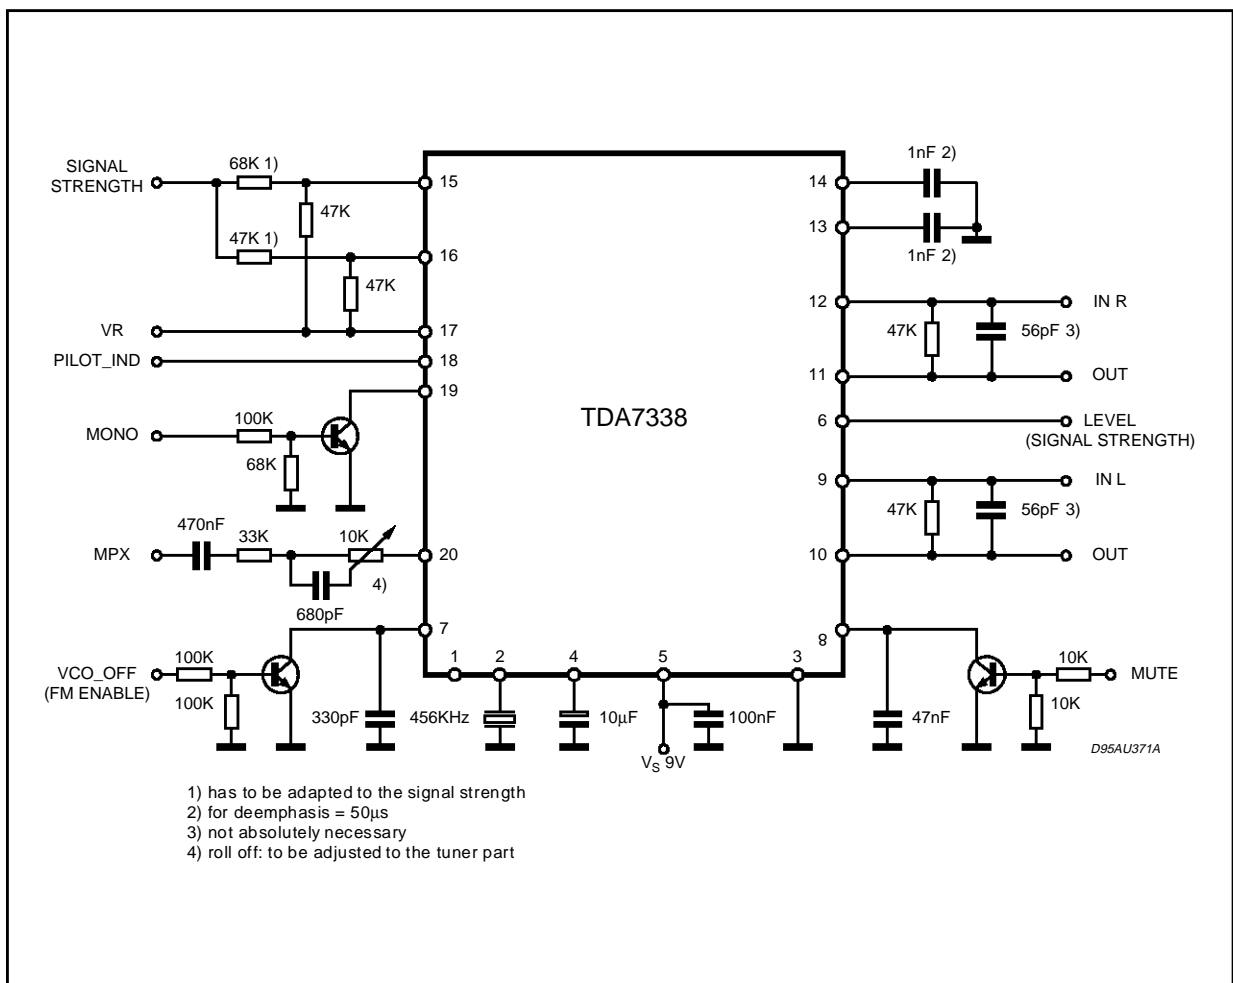 SIGNAL
STRENGTH
68K 1)
47K
47K 1)
47K
VR
PILOT_IND
MONO
100K
68K
470nF
MPX
33K
10K
4)
680pF
VCO_OFF
(FM ENABLE)
100K
100K
330pF
456KHz
10µF
VS 9V
100nF
15
16
17
18
19
20
7
1
2
4
5
3
TDA7338
14
13
12
11
6
9
10
8
1nF 2)
1nF 2)
IN R
47K
56pF 3)
OUT
LEVEL
(SIGNAL STRENGTH)
IN L
47K
56pF 3)
OUT
10K
MUTE
10K
47nF
D95AU371A
1) has to be adapted to the signal strength
2) for deemphasis = 50µs
3) not absolutely necessary
4) roll off: to be adjusted to the tuner part